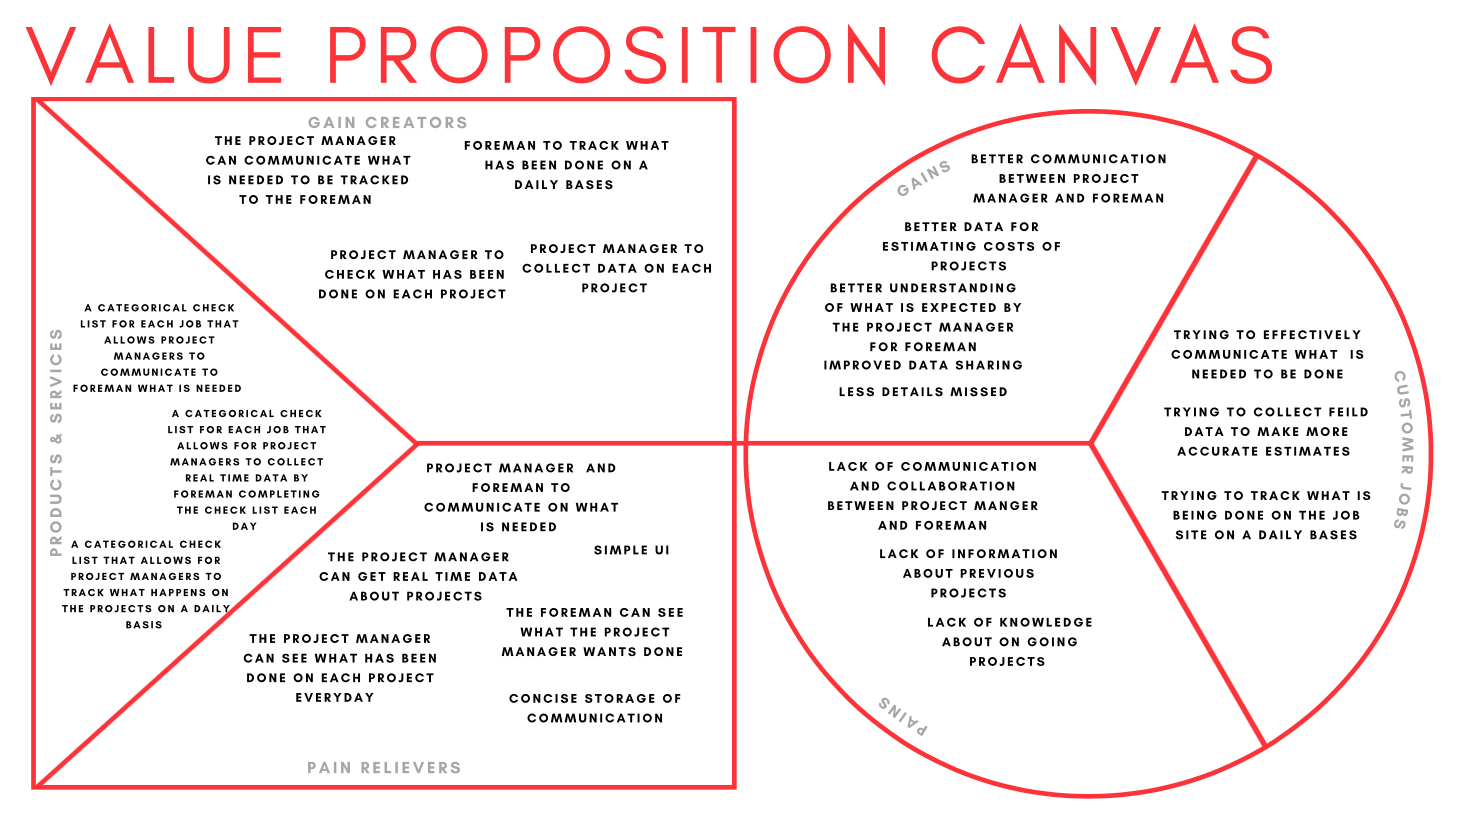 VALUE PROPOSITION CANVAS
GAIN CREATORS
THE PROJECT MANAGER
CAN COMMUNICATE WHAT
IS NEEDED TO BE TRACKED
TO THE FOREMAN
FOREMAN TO TRACK WHAT
HAS BEEN DONE ON A
DAILY BASES
PROJECT MANAGER TO
CHECK WHAT HAS BEEN
DONE ON EACH PROJECT
PROJECT MANAGER TO
COLLECT DATA ON EACH
PROJECT
PRODUCTS & SERVICES
A CATEGORICAL CHECK
LIST FOR EACH JOB THAT
ALLOWS PROJECT
MANAGERS TO
COMMUNICATE TO
FOREMAN WHAT IS NEEDED
A CATEGORICAL CHECK
LIST FOR EACH JOB THAT
ALLOWS FOR PROJECT
MANAGERS TO COLLECT
REAL TIME DATA BY
FOREMAN COMPLETING
THE CHECK LIST EACH
DAY
A CATEGORICAL CHECK
LIST THAT ALLOWS FOR
PROJECT MANAGERS TO
TRACK WHAT HAPPENS ON
THE PROJECTS ON A DAILY
BASIS
PROJECT MANAGER AND
FOREMAN TO
COMMUNICATE ON WHAT
IS NEEDED
SIMPLE UI
THE PROJECT MANAGER
CAN GET REAL TIME DATA
ABOUT PROJECTS
THE FOREMAN CAN SEE
WHAT THE PROJECT
MANAGER WANTS DONE
THE PROJECT MANAGER
CAN SEE WHAT HAS BEEN
DONE ON EACH PROJECT
EVERYDAY
CONCISE STORAGE OF
COMMUNICATION
PAIN RELIEVERS
GAINS
BETTER COMMUNICATION
BETWEEN PROJECT
MANAGER AND FOREMAN
BETTER DATA FOR
ESTIMATING COSTS OF
PROJECTS
BETTER UNDERSTANDING
OF WHAT IS EXPECTED BY
THE PROJECT MANAGER
FOR FOREMAN
IMPROVED DATA SHARING
LESS DETAILS MISSED
TRYING TO EFFECTIVELY
COMMUNICATE WHAT IS
NEEDED TO BE DONE
TRYING TO COLLECT FEILD
DATA TO MAKE MORE
ACCURATE ESTIMATES
TRYING TO TRACK WHAT IS
BEING DONE ON THE JOB
SITE ON A DAILY BASES
CUSTOMER JOBS
LACK OF COMMUNICATION
AND COLLABORATION
BETWEEN PROJECT MANGER
AND FOREMAN
LACK OF INFORMATION
ABOUT PREVIOUS
PROJECTS
LACK OF KNOWLEDGE
ABOUT ON GOING
PROJECTS
PAINS